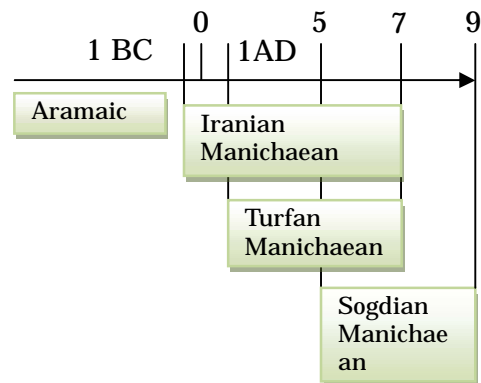 0 5 7 9
1 BC 1AD
Aramaic
Iranian
Manichaean
Turfan
Manichaean
Sogdian
Manichae
an